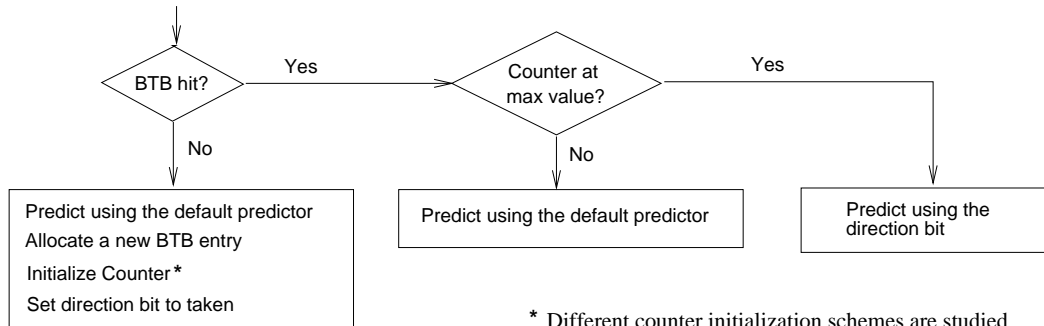 BTB hit?
Yes
Counter at
max value?
Yes
No
No
Predict using the default predictor
Allocate a new BTB entry
Initialize Counter*
Set direction bit to taken
Predict using the default predictor
Predict using the
direction bit
* Different counter initialization schemes are studied